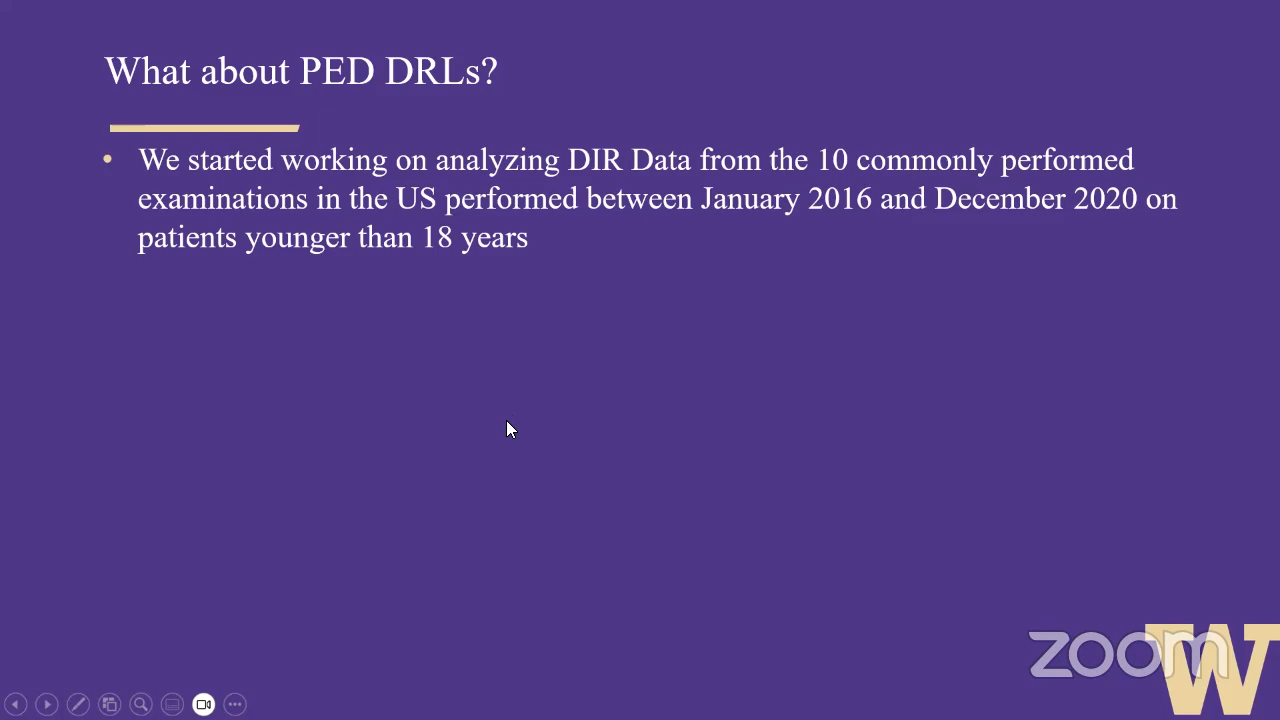 What about PED DRLs?
• We started working on analyzing DIR Data from the 10 commonly performed
examinations in the US performed between January 2016 and December 2020 on
patients younger than 18 years
zoom
W